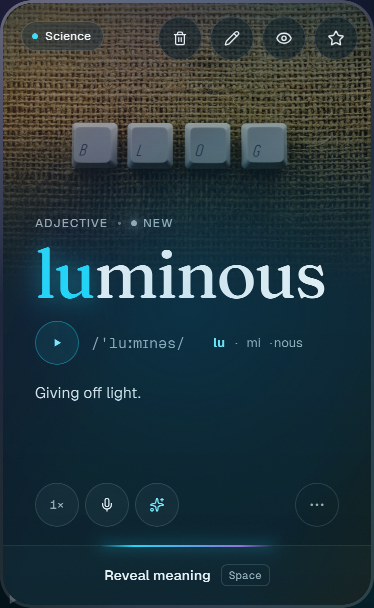 Science
B L O G
ADJECTIVE • NEW
luminous
/ˈluːmɪnəs/ lu · mi ·nous
Giving off light.
1×
Reveal meaning Space